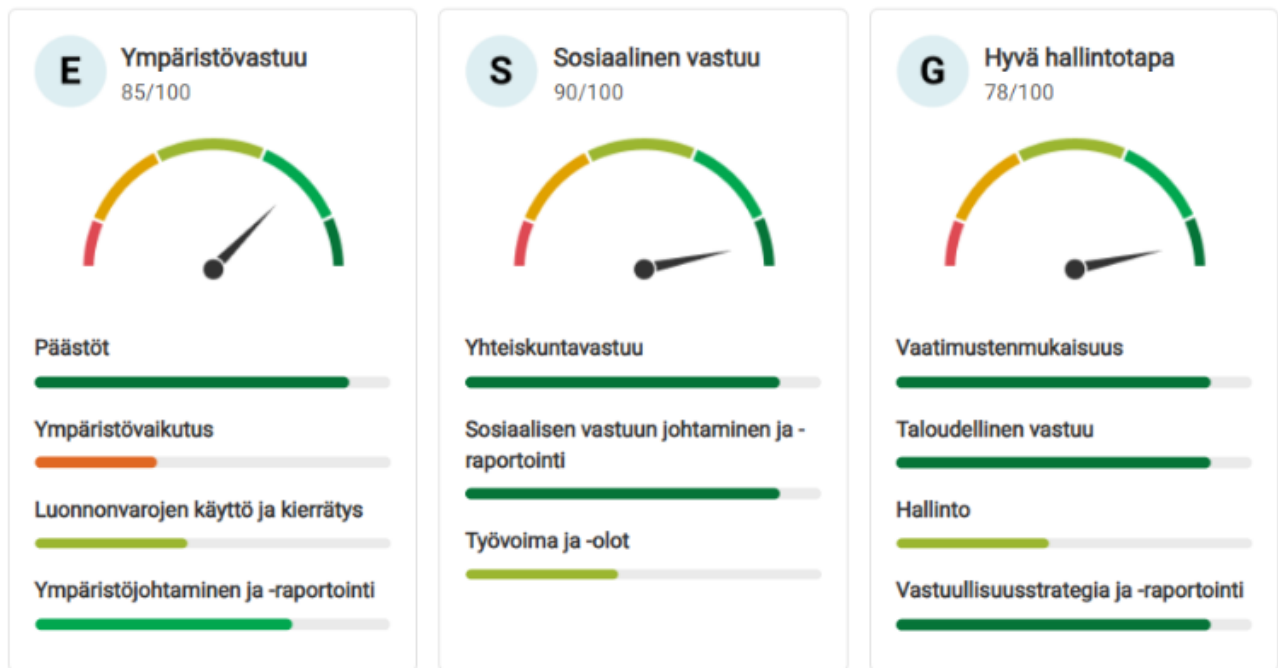 E
Ympäristövastuu
85/100
Päästöt
Ympäristövaikutus
Luonnonvarojen käyttö ja kierrätys
Ympäristöjohtaminen ja -raportointi
S
Sosiaalinen vastuu
90/100
Yhteiskuntavastuu
Sosiaalisen vastuun johtaminen ja -
raportointi
Työvoima ja -olot
G
Hyvä hallintotapa
78/100
Vaatimustenmukaisuus
Taloudellinen vastuu
Hallinto
Vastuullisuusstrategia ja -raportointi